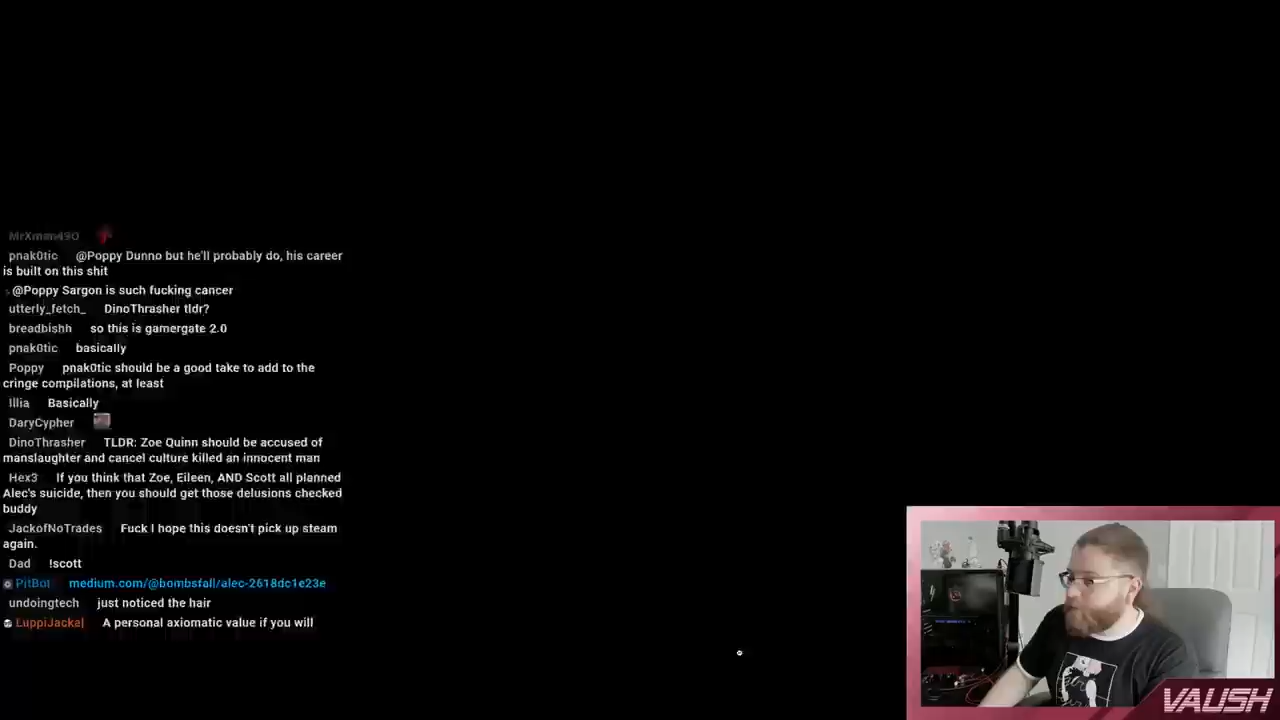 MrXmm490
pnak0tic @Poppy Dunno but he'll probably do, his career
is built on this shit
@Poppy Sargon is such fucking cancer
utterly_fetch_ DinoThrasher tldr?
breadbishh so this is gamergate 2.0
pnak0tic basically
Poppy pnak0tic should be a good take to add to the
cringe compilations, at least
Illia Basically
DaryCypher
DinoThrasher TLDR: Zoe Quinn should be accused of
manslaughter and cancel culture killed an innocent man
Hex3 If you think that Zoe, Eileen, AND Scott all planned
Alec's suicide, then you should get those delusions checked
buddy
JackofNoTrades Fuck I hope this doesn't pick up steam
again.
Dad !scott
PitBot medium.com/@bombsfall/alec-2618dc1e23e
undoingtech just noticed the hair
LuppiJackal A personal axiomatic value if you will
VAUSH